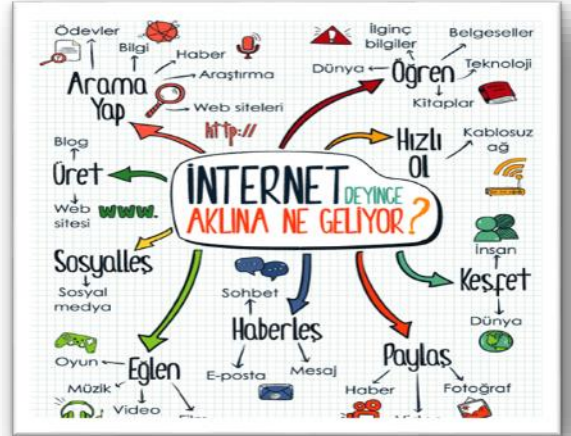 İNTERNET DEYİNCE
AKLINA NE GELİYOR?
Arama
Yap
Ödevler
Bilgi
Haber
Araştırma
Web siteleri
http://
Öğren
Dünya
İlginç
bilgiler
Belgeseller
Teknoloji
Kitaplar
Hızlı
Ol
Kablosuz
ağ
Keşfet
İnsan
Dünya
Paylaş
Haber
Fotoğraf
Haberleş
Sohbet
E-posta
Mesaj
Eğlen
Oyun
Müzik
Video
Sosyalleş
Sosyal
medya
Üret
Blog
Web
sitesi
www.